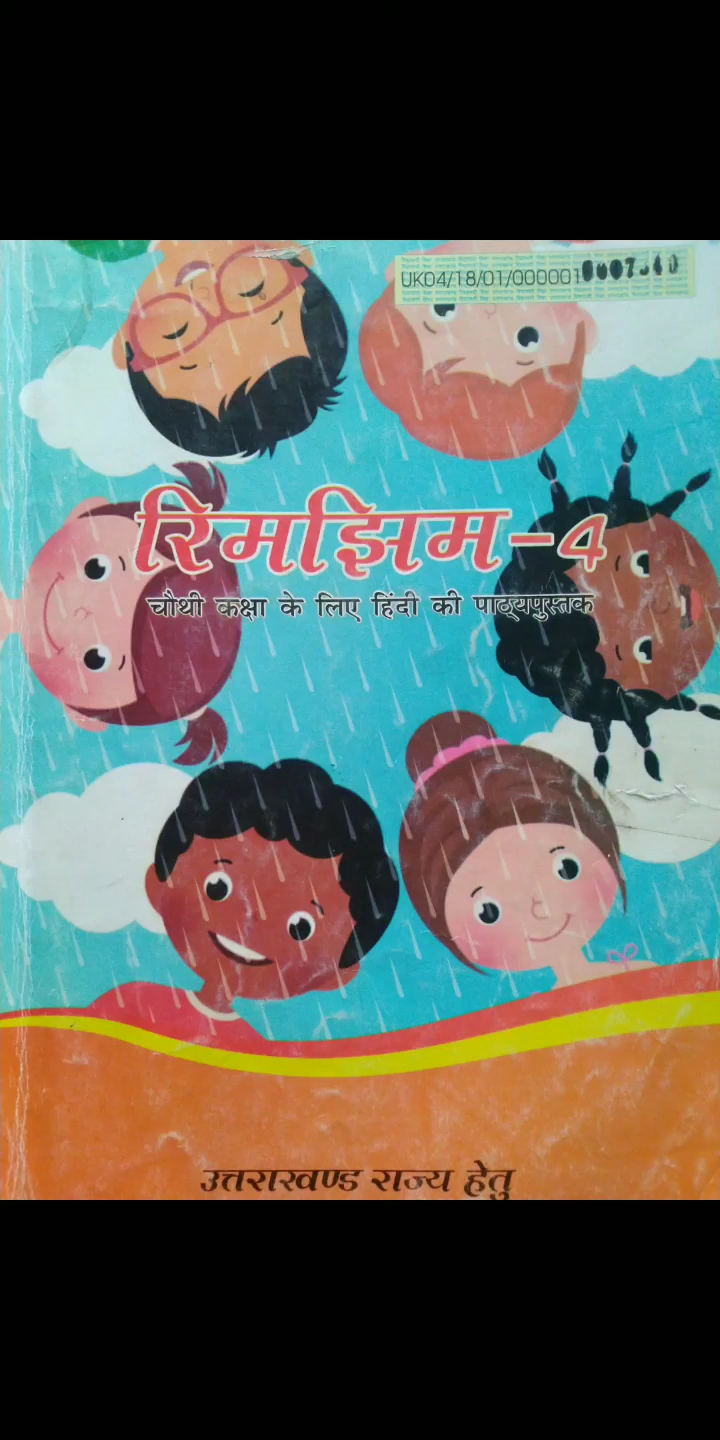 UK04/18/01/000001
रिमझिम-4
चौथी कक्षा के लिए हिंदी की पाठ्यपुस्तक
उत्तराखण्ड राज्य हेतु